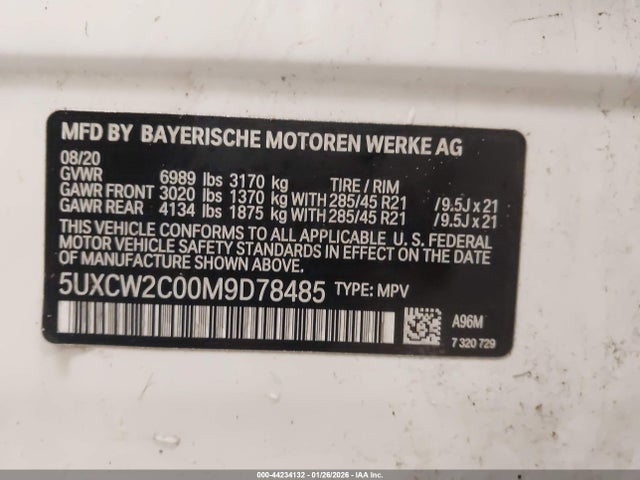 MFD BY BAYERISCHE MOTOREN WERKE AG
08/20
GVWR 6989 lbs 3170 kg TIRE / RIM
GAWR FRONT 3020 lbs 1370 kg WITH 285/45 R21 /9.5J x 21
GAWR REAR 4134 lbs 1875 kg WITH 285/45 R21 /9.5J x 21
THIS VEHICLE CONFORMS TO ALL APPLICABLE U. S. FEDERAL
MOTOR VEHICLE SAFETY STANDARDS IN EFFECT ON THE
DATE OF MANUFACTURE SHOWN ABOVE.
5UXCW2C00M9D78485 TYPE: MPV
A96M
7 320 729
000-44234132 - 01/26/2026 - IAA Inc.